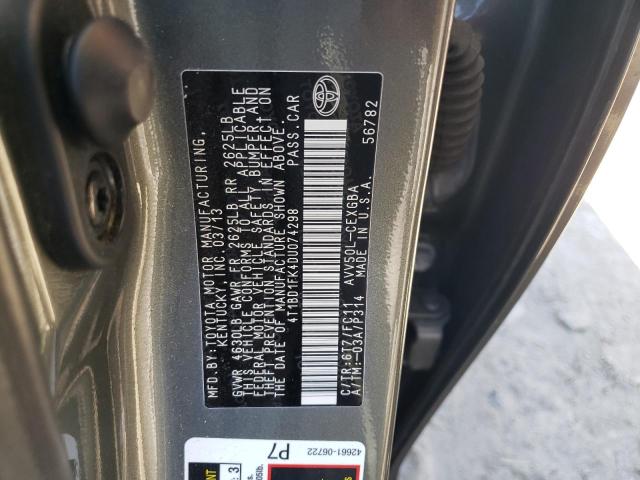 MFD.BY:TOYOTA MOTOR MANUFACTURING,
KENTUCKY, INC. 03/13
GVWR 4630LB GAWR FR 2625LB RR 2625LB
THIS VEHICLE CONFORMS TO ALL APPLICABLE
FEDERAL MOTOR VEHICLE SAFETY, BUMPER, AND
THEFT PREVENTION STANDARDS IN EFFECT ON
THE DATE OF MANUFACTURE SHOWN ABOVE.
4T1BD1FK4DU074298 PASS.CAR
C/TR:6T7/FC11 AVV50L-CEXGBA
A/TM:-03A/P314 MADE IN U.S.A.
56782
42661-06722
P7
3